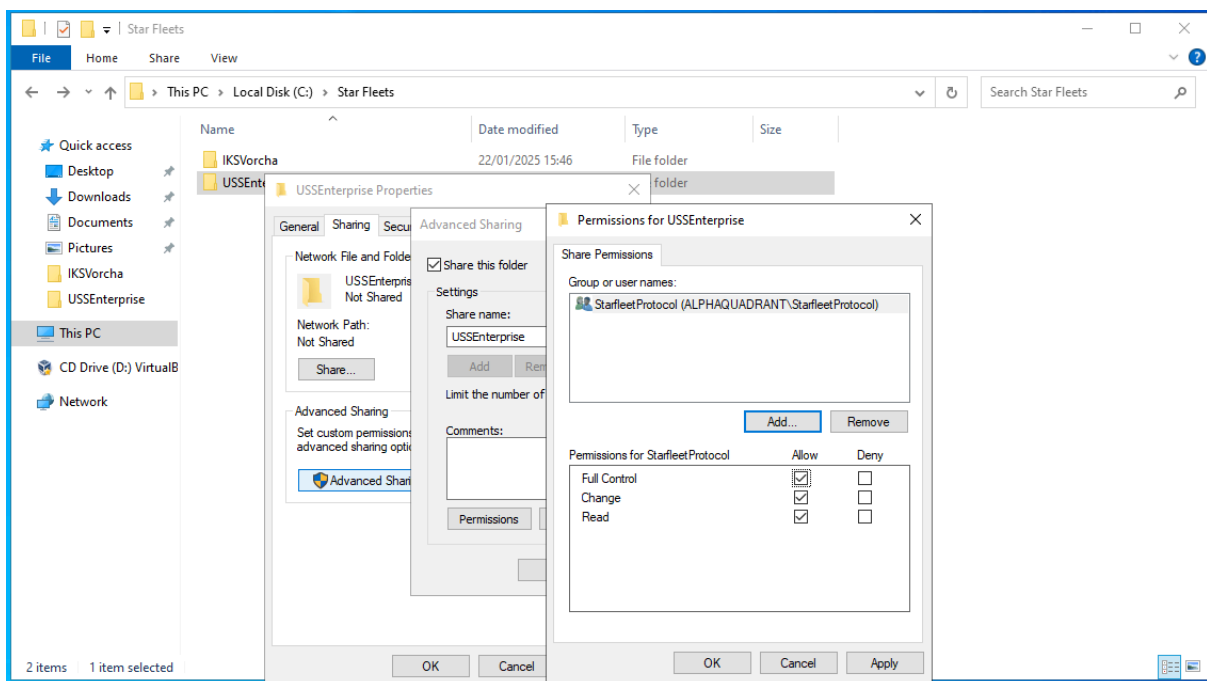 Star Fleets
File Home Share View
This PC > Local Disk (C:) > Star Fleets
Search Star Fleets
Name Date modified Type Size
Quick access
Desktop
Downloads
Documents
Pictures
IKSVorcha
USSEnterprise
This PC
CD Drive (D:) VirtualB
Network
IKSVorcha 22/01/2025 15:46 File folder
USSEnte folder
USSEnterprise Properties
General Sharing Secu
Network File and Folde
USSEnterpris
Not Shared
Network Path:
Not Shared
Share...
Advanced Sharing
Set custom permissions
advanced sharing optio
Advanced Shari
OK Cancel
Advanced Sharing
Share this folder
Settings
Share name:
USSEnterprise
Add Rem
Limit the number of
Comments:
Permissions
Permissions for USSEnterprise
Share Permissions
Group or user names:
StarfleetProtocol (ALPHAQUADRANT\StarfleetProtocol)
Add... Remove
Permissions for StarfleetProtocol Allow Deny
Full Control
Change
Read
OK Cancel Apply
2 items 1 item selected